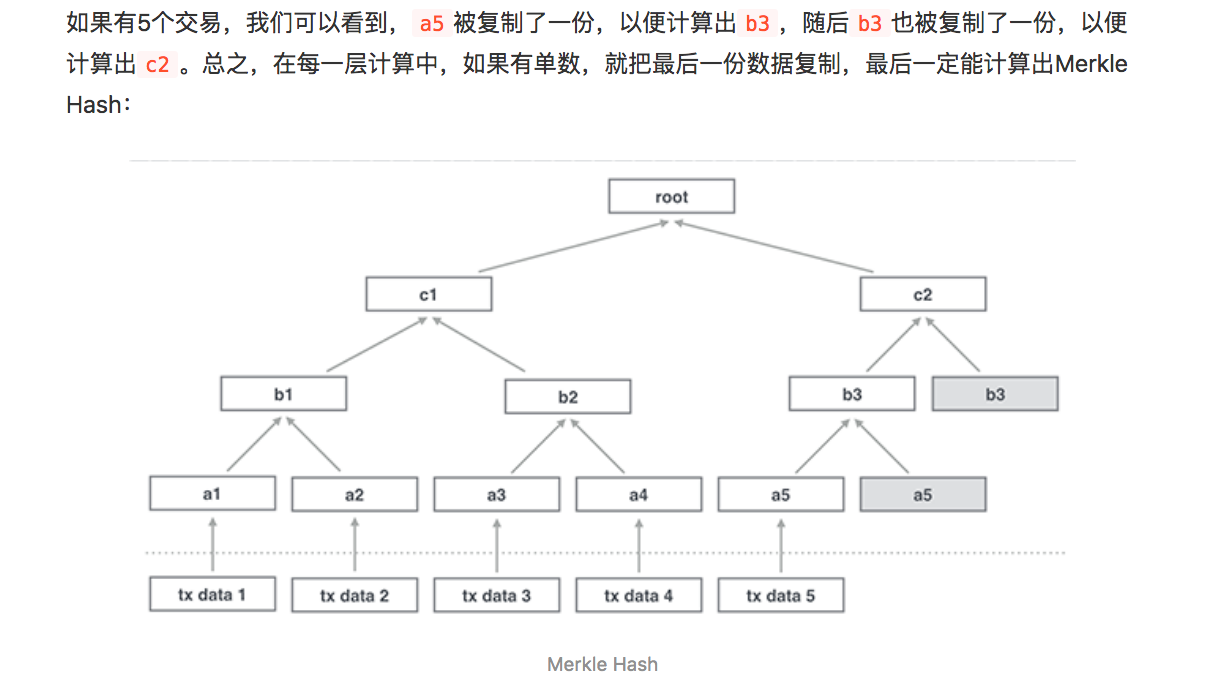 如果有5个交易，我们可以看到， a5 被复制了一份，以便计算出 b3 ，随后 b3 也被复制了一份，以便
计算出 c2 。总之，在每一层计算中，如果有单数，就把最后一份数据复制，最后一定能计算出Merkle
Hash：
root
c1 c2
b1 b2 b3 b3
a1 a2 a3 a4 a5 a5
tx data 1 tx data 2 tx data 3 tx data 4 tx data 5
Merkle Hash